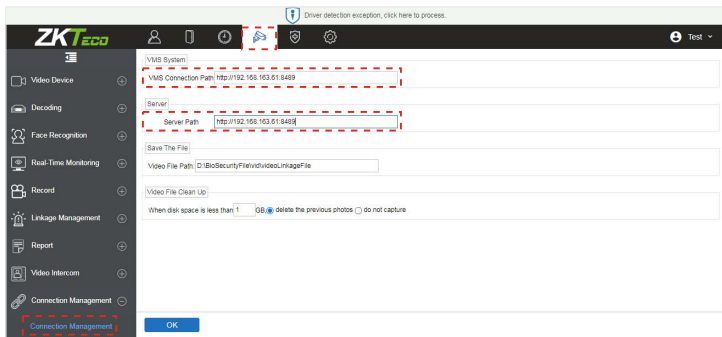 Driver detection exception, click here to process.
ZKTeco
Test
VMS System
VMS Connection Path http://192.168.163.61:8489
Server
Server Path http://192.168.163.61:8489
Save The File
Video File Path: D:\BioSecurityFile\vid\videoLinkageFile
Video File Clean Up
When disk space is less than 1 GB delete the previous photos do not capture
Video Device
Decoding
Face Recognition
Real-Time Monitoring
Record
Linkage Management
Report
Video Intercom
Connection Management
Connection Management
OK